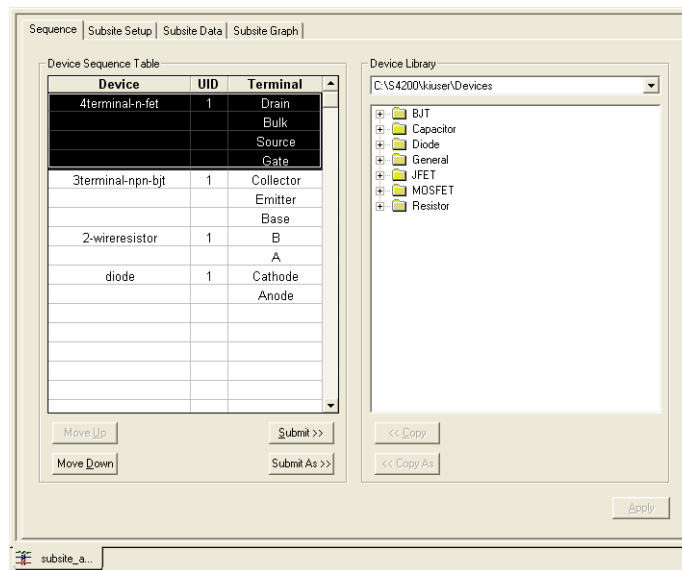 Sequence Subsite Setup Subsite Data Subsite Graph
Device Sequence Table
Device UID Terminal
4terminal-n-fet 1 Drain
Bulk
Source
Gate
3terminal-npn-bjt 1 Collector
Emitter
Base
2-wireresistor 1 B
A
diode 1 Cathode
Anode
Move Up Submit >>
Move Down Submit As >>
Device Library
C:\S4200\kiuser\Devices
BJT
Capacitor
Diode
General
JFET
MOSFET
Resistor
<< Copy
<< Copy As
Apply
subsite_a...